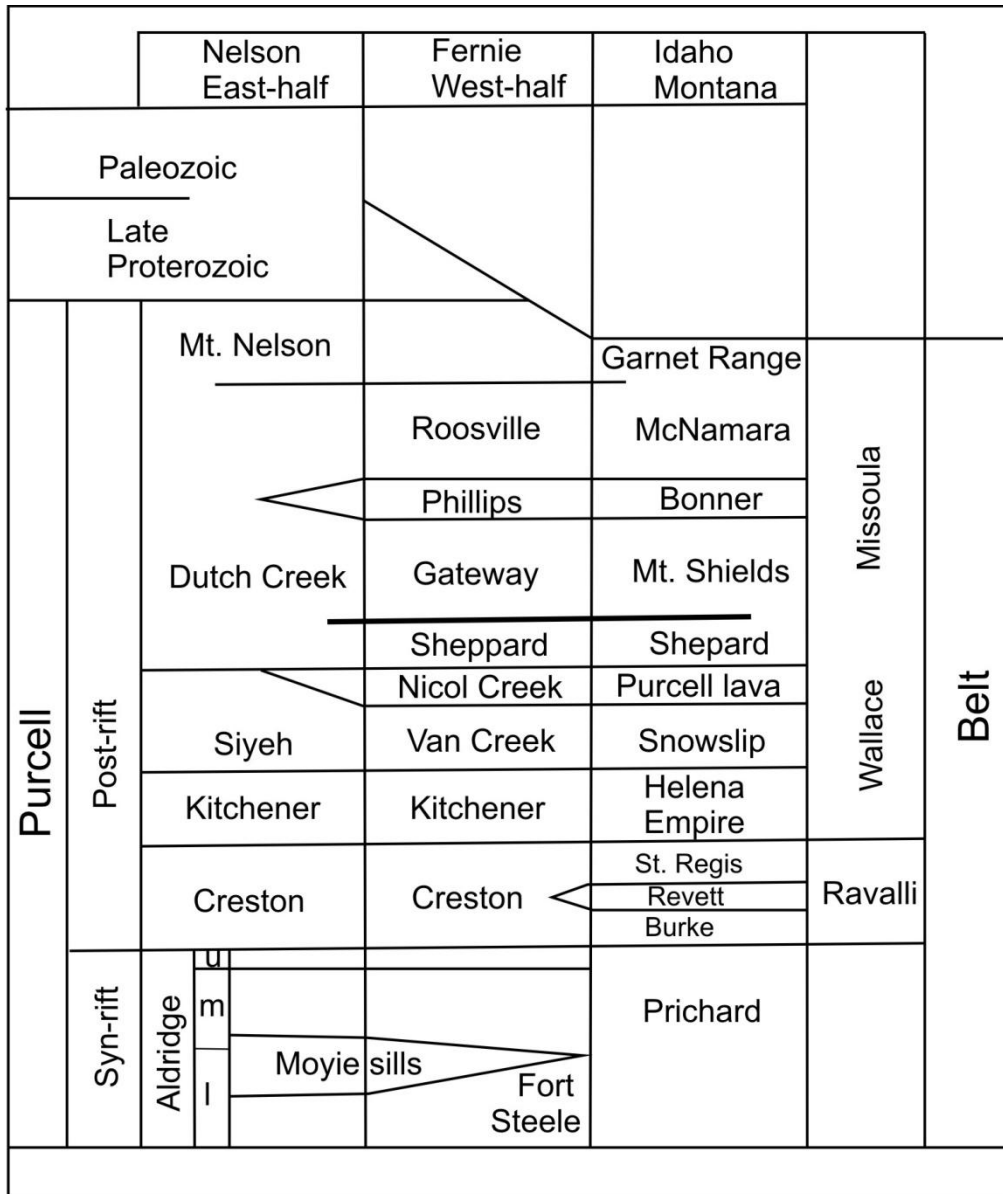 Nelson
East-half
Fernie
West-half
Idaho
Montana
Paleozoic
Late
Proterozoic
Mt. Nelson
Garnet Range
Roosville
McNamara
Phillips
Bonner
Dutch Creek
Gateway
Mt. Shields
Sheppard
Shepard
Nicol Creek
Purcell lava
Siyeh
Van Creek
Snowslip
Kitchener
Kitchener
Helena
Empire
Creston
Creston
St. Regis
Revett
Burke
Ravalli
Missoula
Wallace
Belt
Purcell
Post-rift
Syn-rift
Aldridge
u
m
l
Moyie sills
Fort
Steele
Prichard